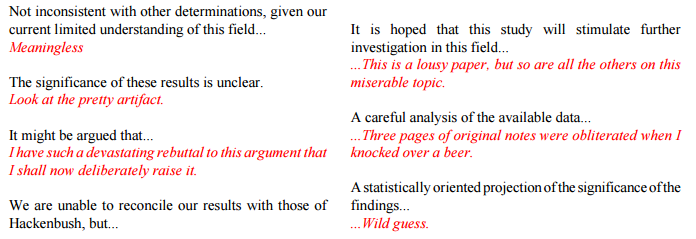 Not inconsistent with other determinations, given our
current limited understanding of this field...
Meaningless
The significance of these results is unclear.
Look at the pretty artifact.
It might be argued that...
I have such a devastating rebuttal to this argument that
I shall now deliberately raise it.
We are unable to reconcile our results with those of
Hackenbush, but...
It is hoped that this study will stimulate further
investigation in this field...
...This is a lousy paper, but so are all the others on this
miserable topic.
A careful analysis of the available data...
...Three pages of original notes were obliterated when I
knocked over a beer.
A statistically oriented projection of the significance of the
findings...
...Wild guess.